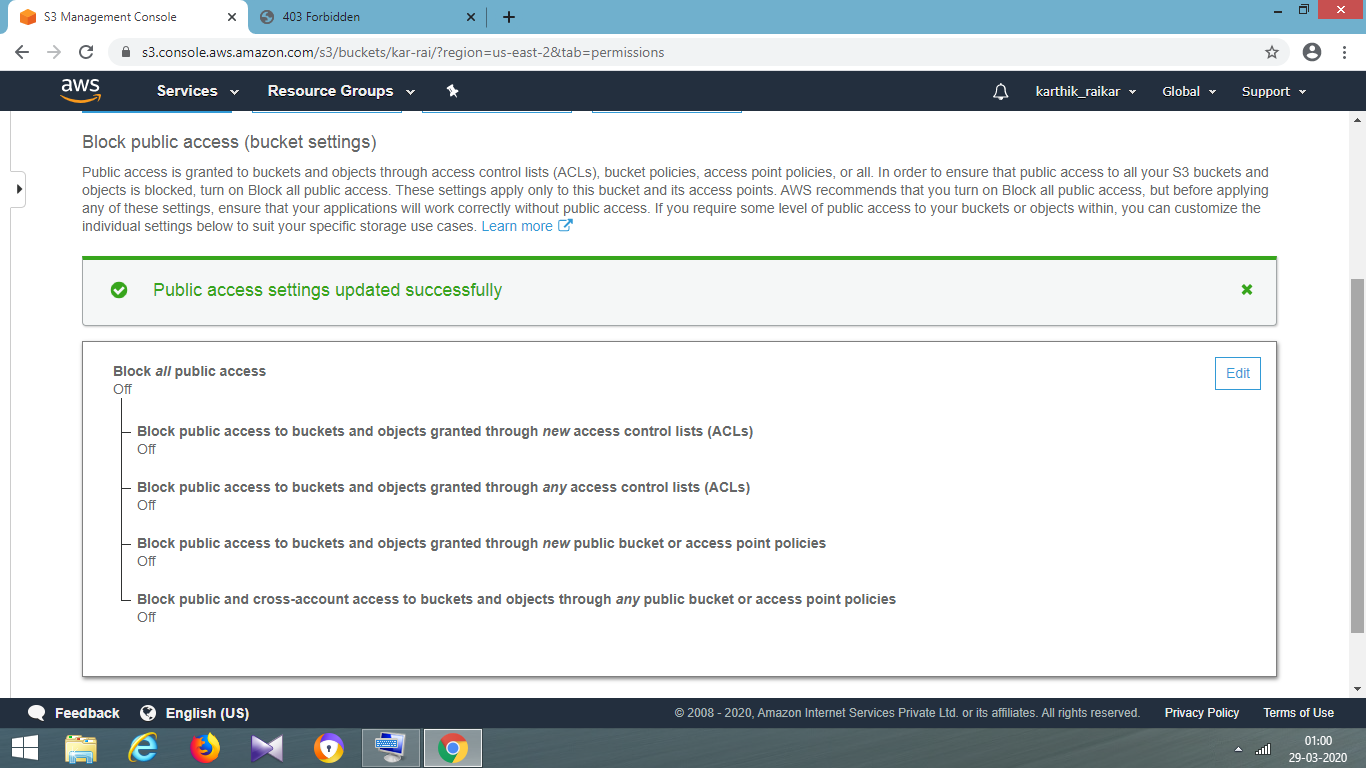 S3 Management Console
403 Forbidden
s3.console.aws.amazon.com/s3/buckets/kar-rai/?region=us-east-2&tab=permissions
aws
Services
Resource Groups
karthik_raikar
Global
Support
Block public access (bucket settings)
Public access is granted to buckets and objects through access control lists (ACLs), bucket policies, access point policies, or all. In order to ensure that public access to all your S3 buckets and
objects is blocked, turn on Block all public access. These settings apply only to this bucket and its access points. AWS recommends that you turn on Block all public access, but before applying
any of these settings, ensure that your applications will work correctly without public access. If you require some level of public access to your buckets or objects within, you can customize the
individual settings below to suit your specific storage use cases. Learn more
Public access settings updated successfully
Block all public access
Edit
Off
Block public access to buckets and objects granted through new access control lists (ACLs)
Off
Block public access to buckets and objects granted through any access control lists (ACLs)
Off
Block public access to buckets and objects granted through new public bucket or access point policies
Off
Block public and cross-account access to buckets and objects through any public bucket or access point policies
Off
Feedback
English (US)
© 2008 - 2020, Amazon Internet Services Private Ltd. or its affiliates. All rights reserved.
Privacy Policy
Terms of Use
01:00
29-03-2020